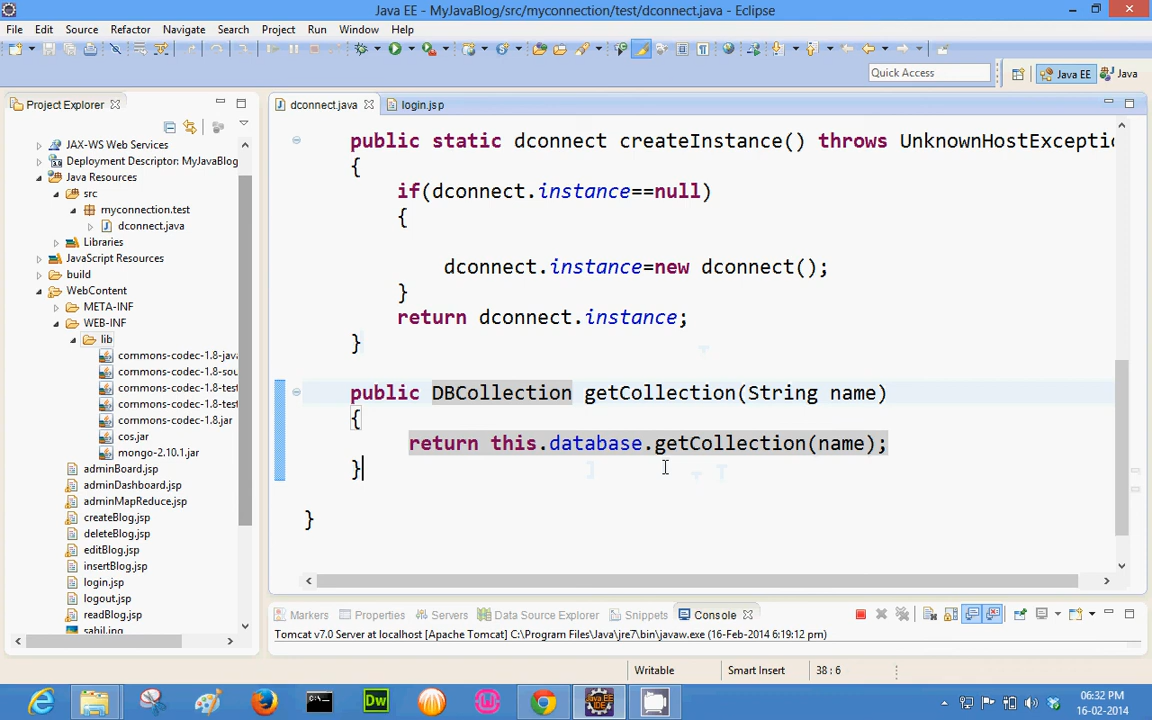 Java EE - MyJavaBlog/src/myconnection/test/dconnect.java - Eclipse
File Edit Source Refactor Navigate Search Project Run Window Help
Quick Access
Java EE
Java
Project Explorer
JAX-WS Web Services
Deployment Descriptor: MyJavaBlog
Java Resources
src
myconnection.test
dconnect.java
Libraries
JavaScript Resources
build
WebContent
META-INF
WEB-INF
lib
commons-codec-1.8-java
commons-codec-1.8-sou
commons-codec-1.8-test
commons-codec-1.8-test
commons-codec-1.8.jar
cos.jar
mongo-2.10.1.jar
adminBoard.jsp
adminDashboard.jsp
adminMapReduce.jsp
createBlog.jsp
deleteBlog.jsp
editBlog.jsp
insertBlog.jsp
login.jsp
logout.jsp
readBlog.jsp
sahil.jpg
dconnect.java
login.jsp
public static dconnect createInstance() throws UnknownHostExceptio
{
if(dconnect.instance==null)
{
dconnect.instance=new dconnect();
}
return dconnect.instance;
}
public DBCollection getCollection(String name)
{
return this.database.getCollection(name);
}
}
Markers Properties Servers Data Source Explorer Snippets Console
Tomcat v7.0 Server at localhost [Apache Tomcat] C:\Program Files\Java\jre7\bin\javaw.exe (16-Feb-2014 6:19:12 pm)
Writable
Smart Insert
38 : 6
Dw
06:32 PM
16-02-2014